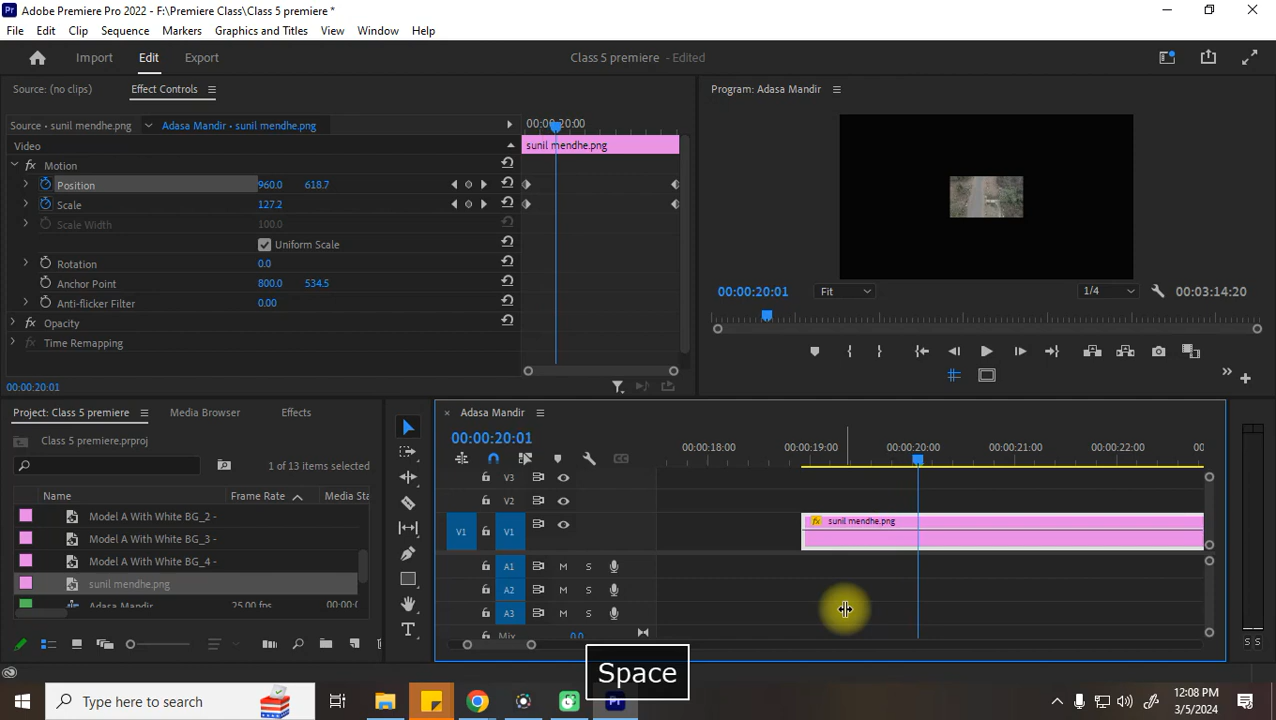 Adobe Premiere Pro 2022 - F:\Premiere Class\Class 5 premiere *
File Edit Clip Sequence Markers Graphics and Titles View Window Help
Import Edit Export Class 5 premiere - Edited
Source: (no clips) Effect Controls
Program: Adasa Mandir
Source • sunil mendhe.png Adasa Mandir • sunil mendhe.png
00:00:20:00
Video sunil mendhe.png
fx Motion
Position 960.0 618.7
Scale 127.2
Scale Width 100.0
Uniform Scale
Rotation 0.0
Anchor Point 800.0 534.5
Anti-flicker Filter 0.00
fx Opacity
fx Time Remapping
00:00:20:01
00:00:20:01 Fit 1/4 00:03:14:20
Project: Class 5 premiere Media Browser Effects
Class 5 premiere.prproj
1 of 13 items selected
Name Frame Rate Media Sta
Model A With White BG_2 -
Model A With White BG_3 -
Model A With White BG_4 -
sunil mendhe.png
Adasa Mandir 25.00 fps 00:00:0
Adasa Mandir
00:00:20:01
00:00:18:00 00:00:19:00 00:00:20:00 00:00:21:00 00:00:22:00 00
V3
V2
V1 V1 fx sunil mendhe.png
A1 M S
A2 M S
A3 M S
Mix 0.0
S S
Space
Type here to search
12:08 PM
3/5/2024